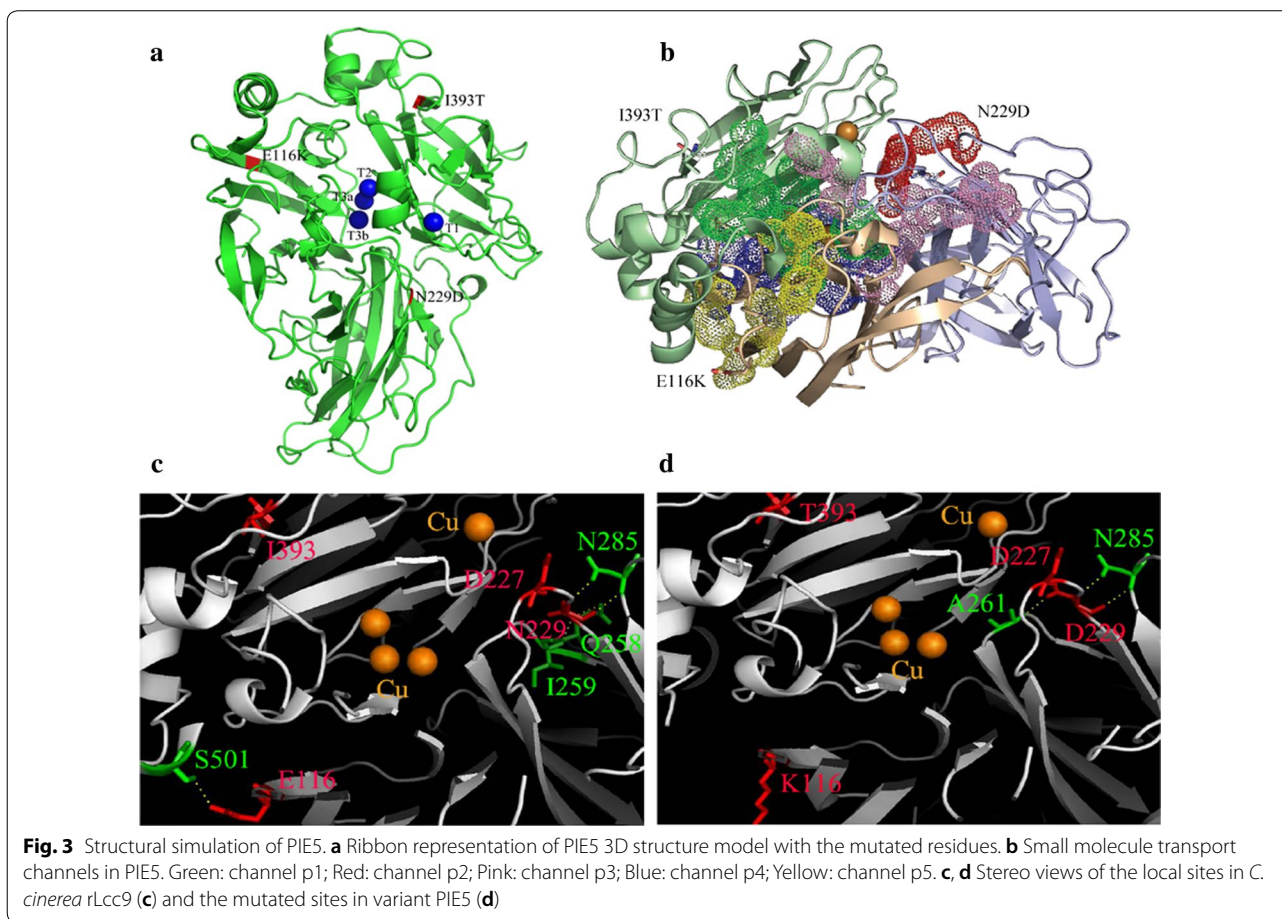 a
I393T
E116K
T2
T3a
T3b
T1
N229D
b
I393T
N229D
E116K
c
I393
Cu
N285
D227
N229
Q258
I259
Cu
S501
E116
d
T393
Cu
N285
D227
A261
D229
Cu
K116
Fig. 3 Structural simulation of PIE5. a Ribbon representation of PIE5 3D structure model with the mutated residues. b Small molecule transport
channels in PIE5. Green: channel p1; Red: channel p2; Pink: channel p3; Blue: channel p4; Yellow: channel p5. c, d Stereo views of the local sites in C.
cinerea rLcc9 (c) and the mutated sites in variant PIE5 (d)